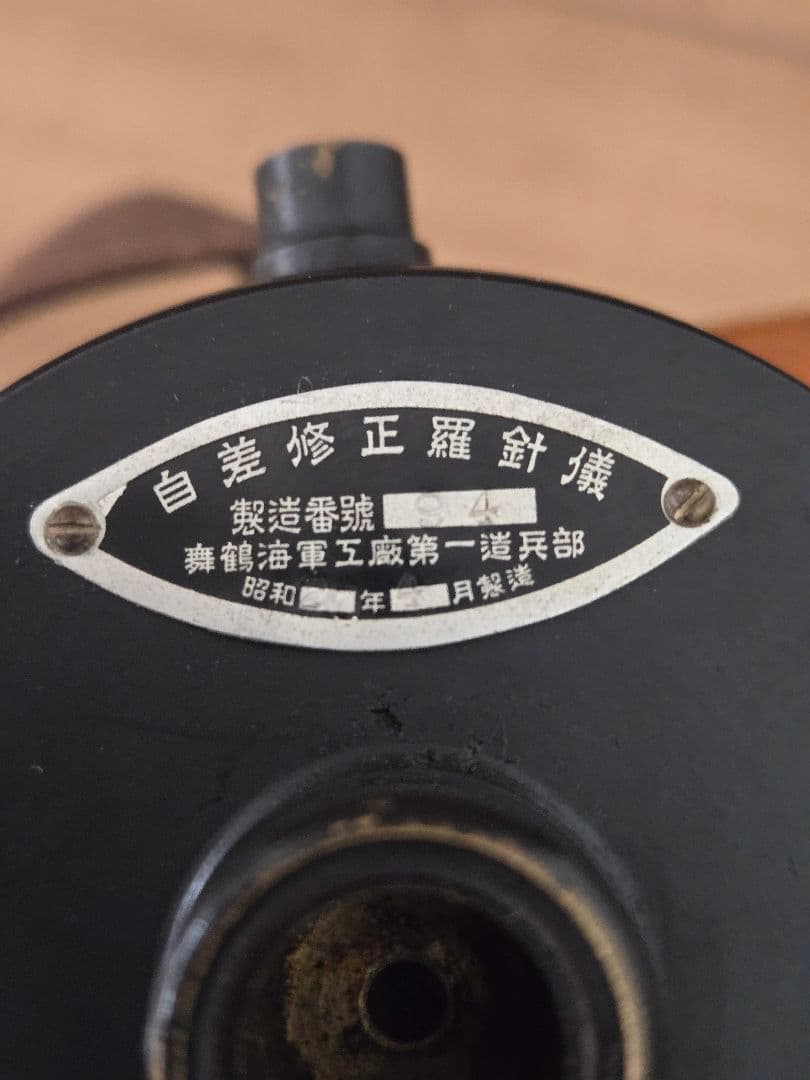 自差修正羅針儀
製造番號 94
舞鶴海軍工廠第一造兵部
昭和 年 月製造